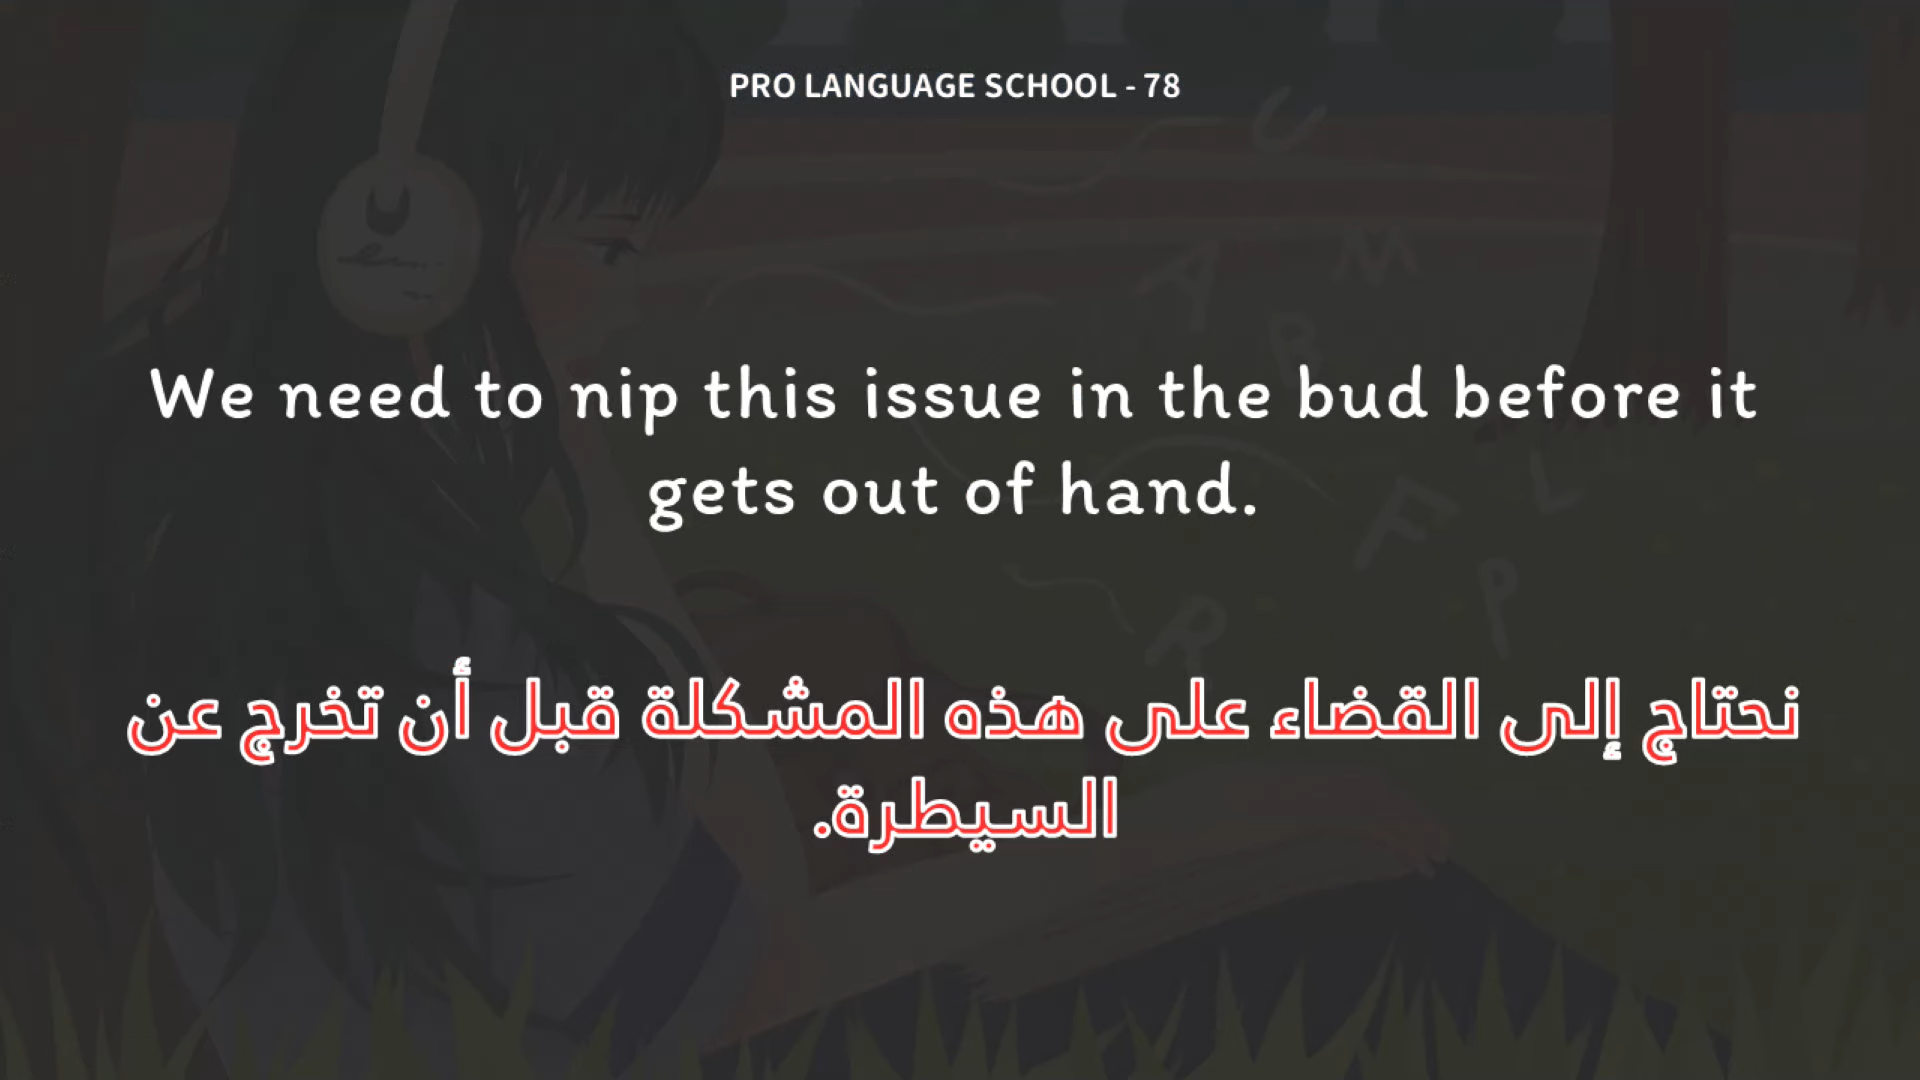 PRO LANGUAGE SCHOOL - 78
We need to nip this issue in the bud before it
gets out of hand.
نحتاج إلى القضاء على هذه المشكلة قبل أن تخرج عن
السيطرة.
U
A
M
B
L
F
P
R